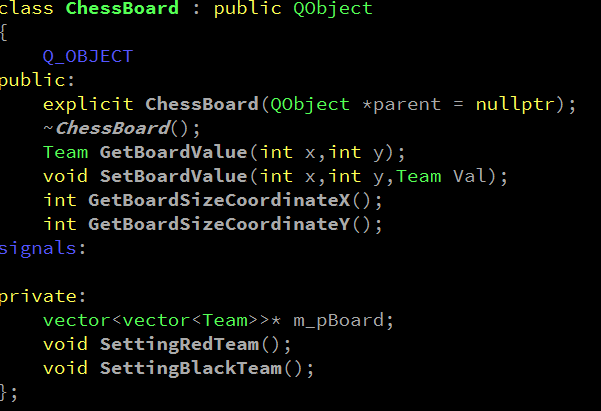 class ChessBoard : public QObject
{
    Q_OBJECT
public:
    explicit ChessBoard(QObject *parent = nullptr);
    ~ChessBoard();
    Team GetBoardValue(int x,int y);
    void SetBoardValue(int x,int y,Team Val);
    int GetBoardSizeCoordinateX();
    int GetBoardSizeCoordinateY();
signals:

private:
    vector<vector<Team>>* m_pBoard;
    void SettingRedTeam();
    void SettingBlackTeam();
};